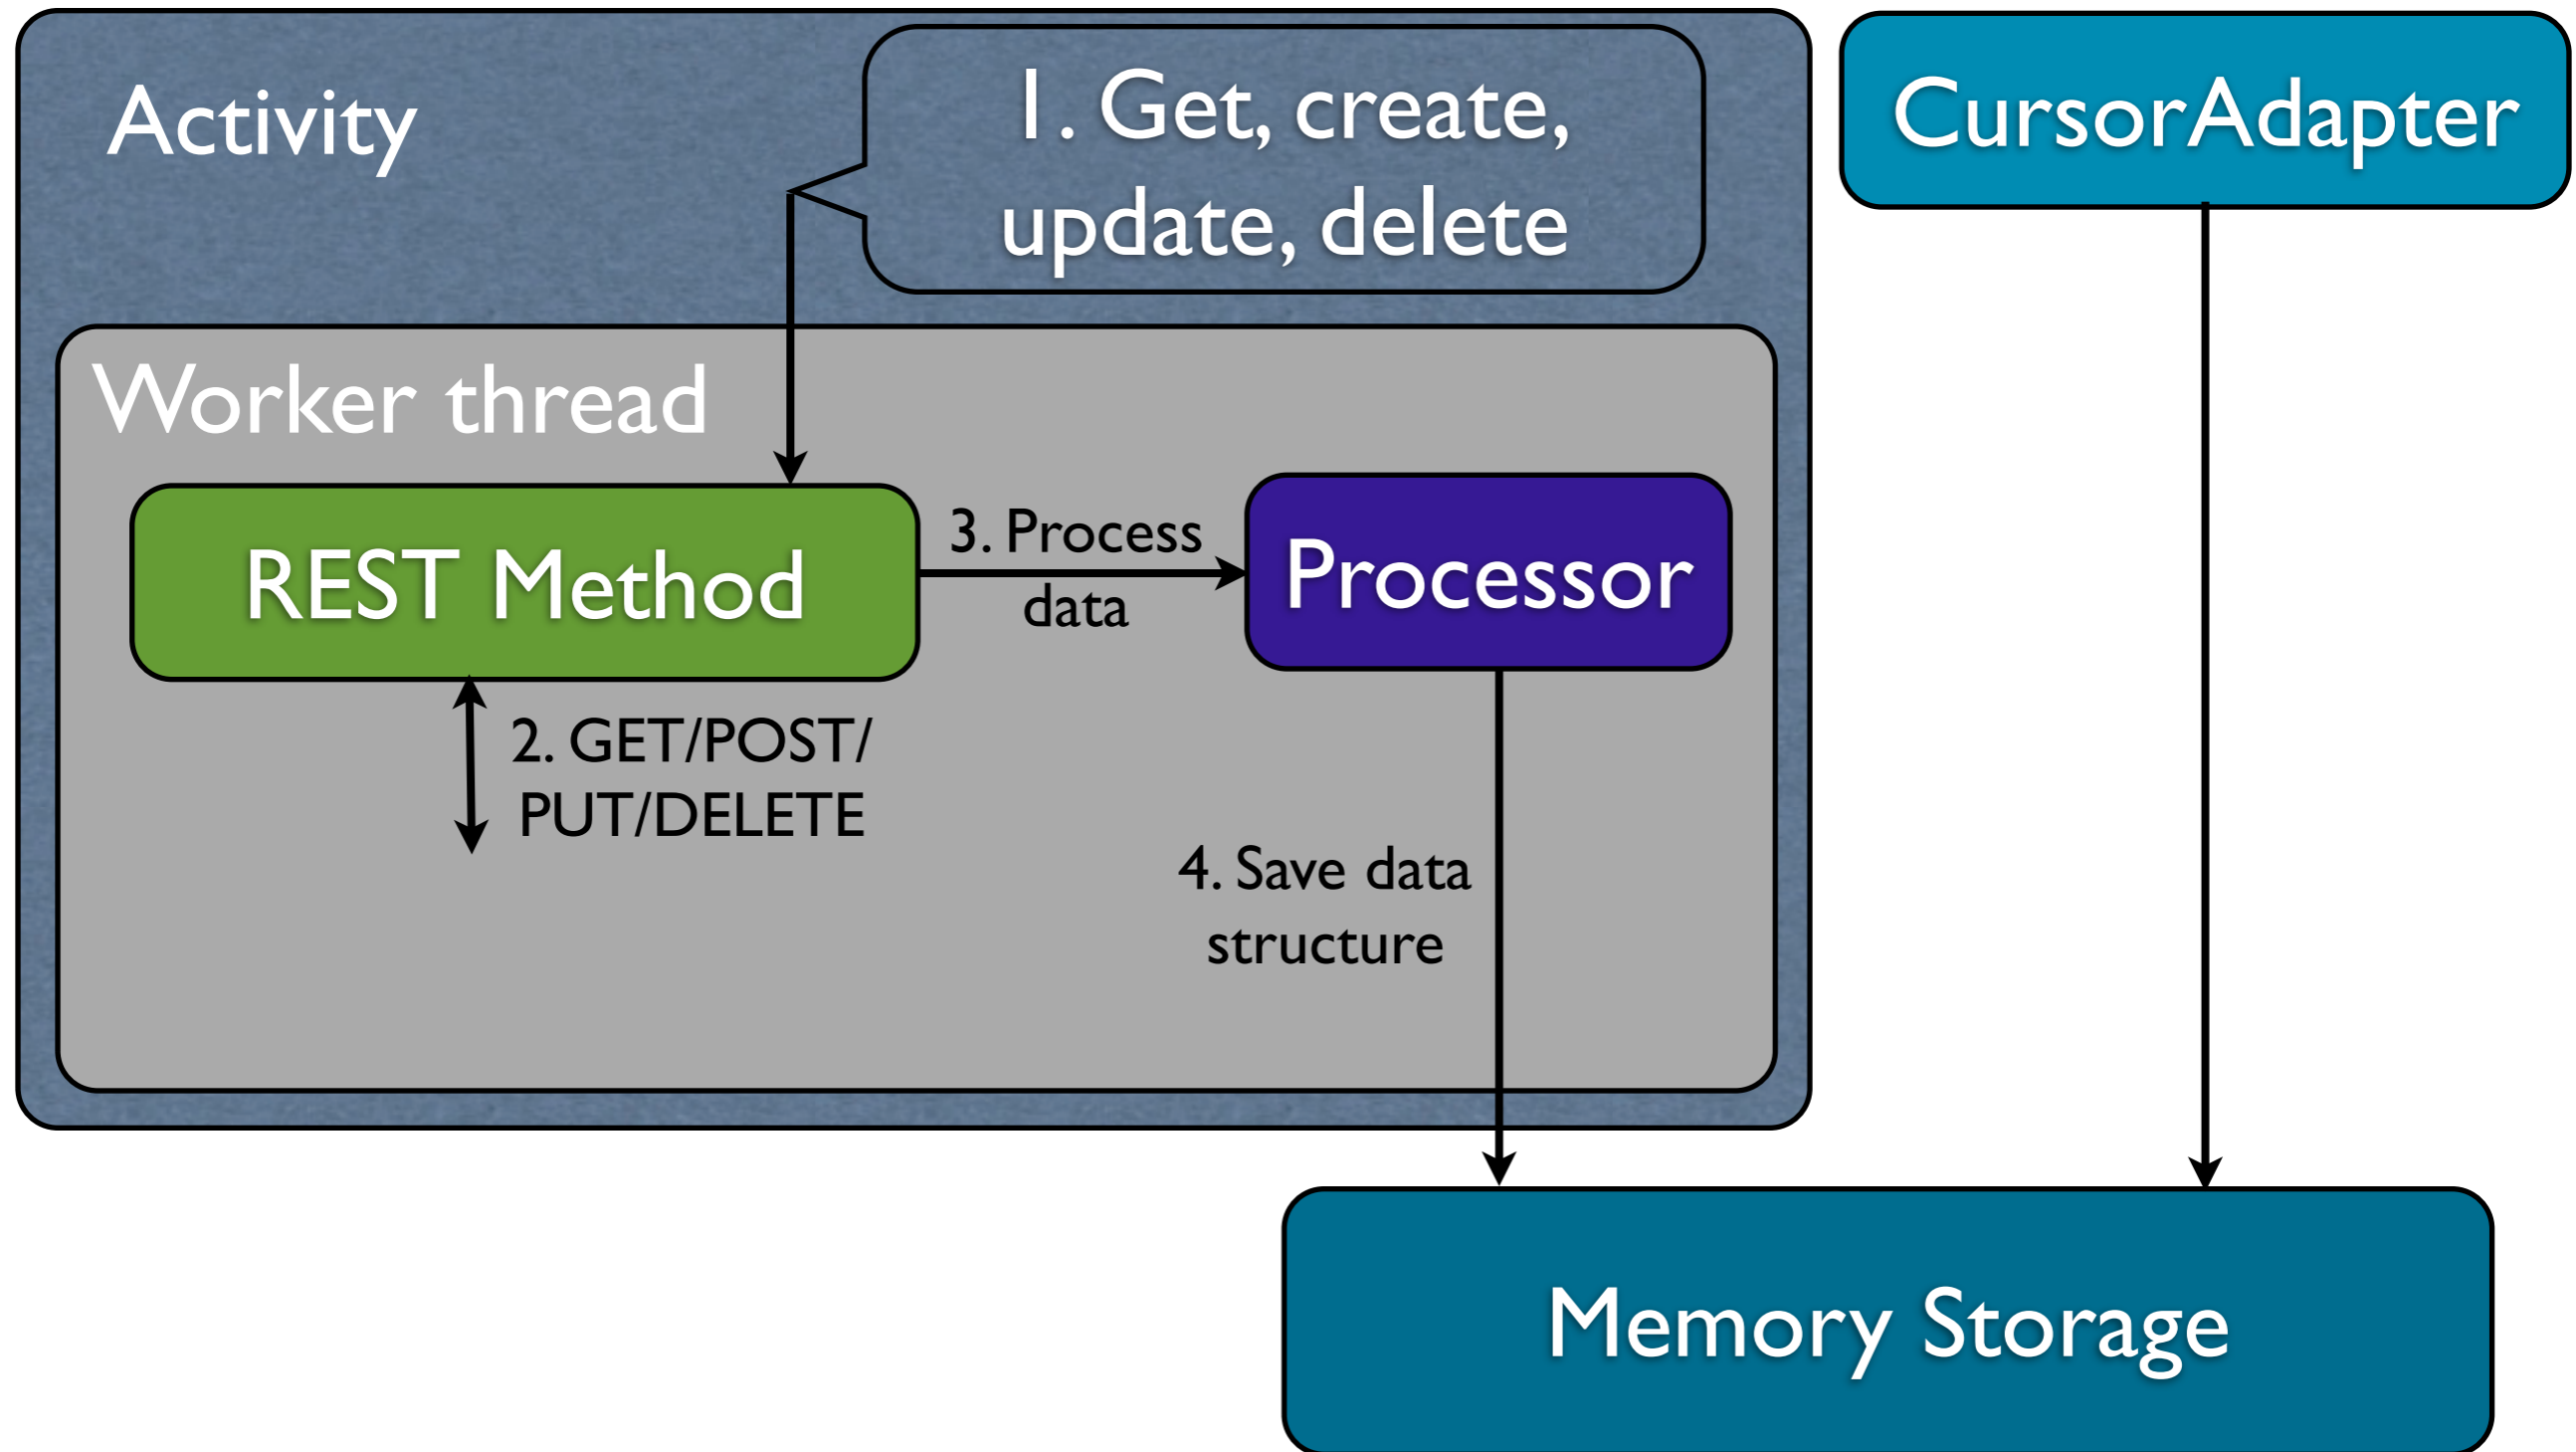 Activity
1. Get, create,
update, delete
CursorAdapter
Worker thread
REST Method
3. Process
data
Processor
2. GET/POST/
PUT/DELETE
4. Save data
structure
Memory Storage